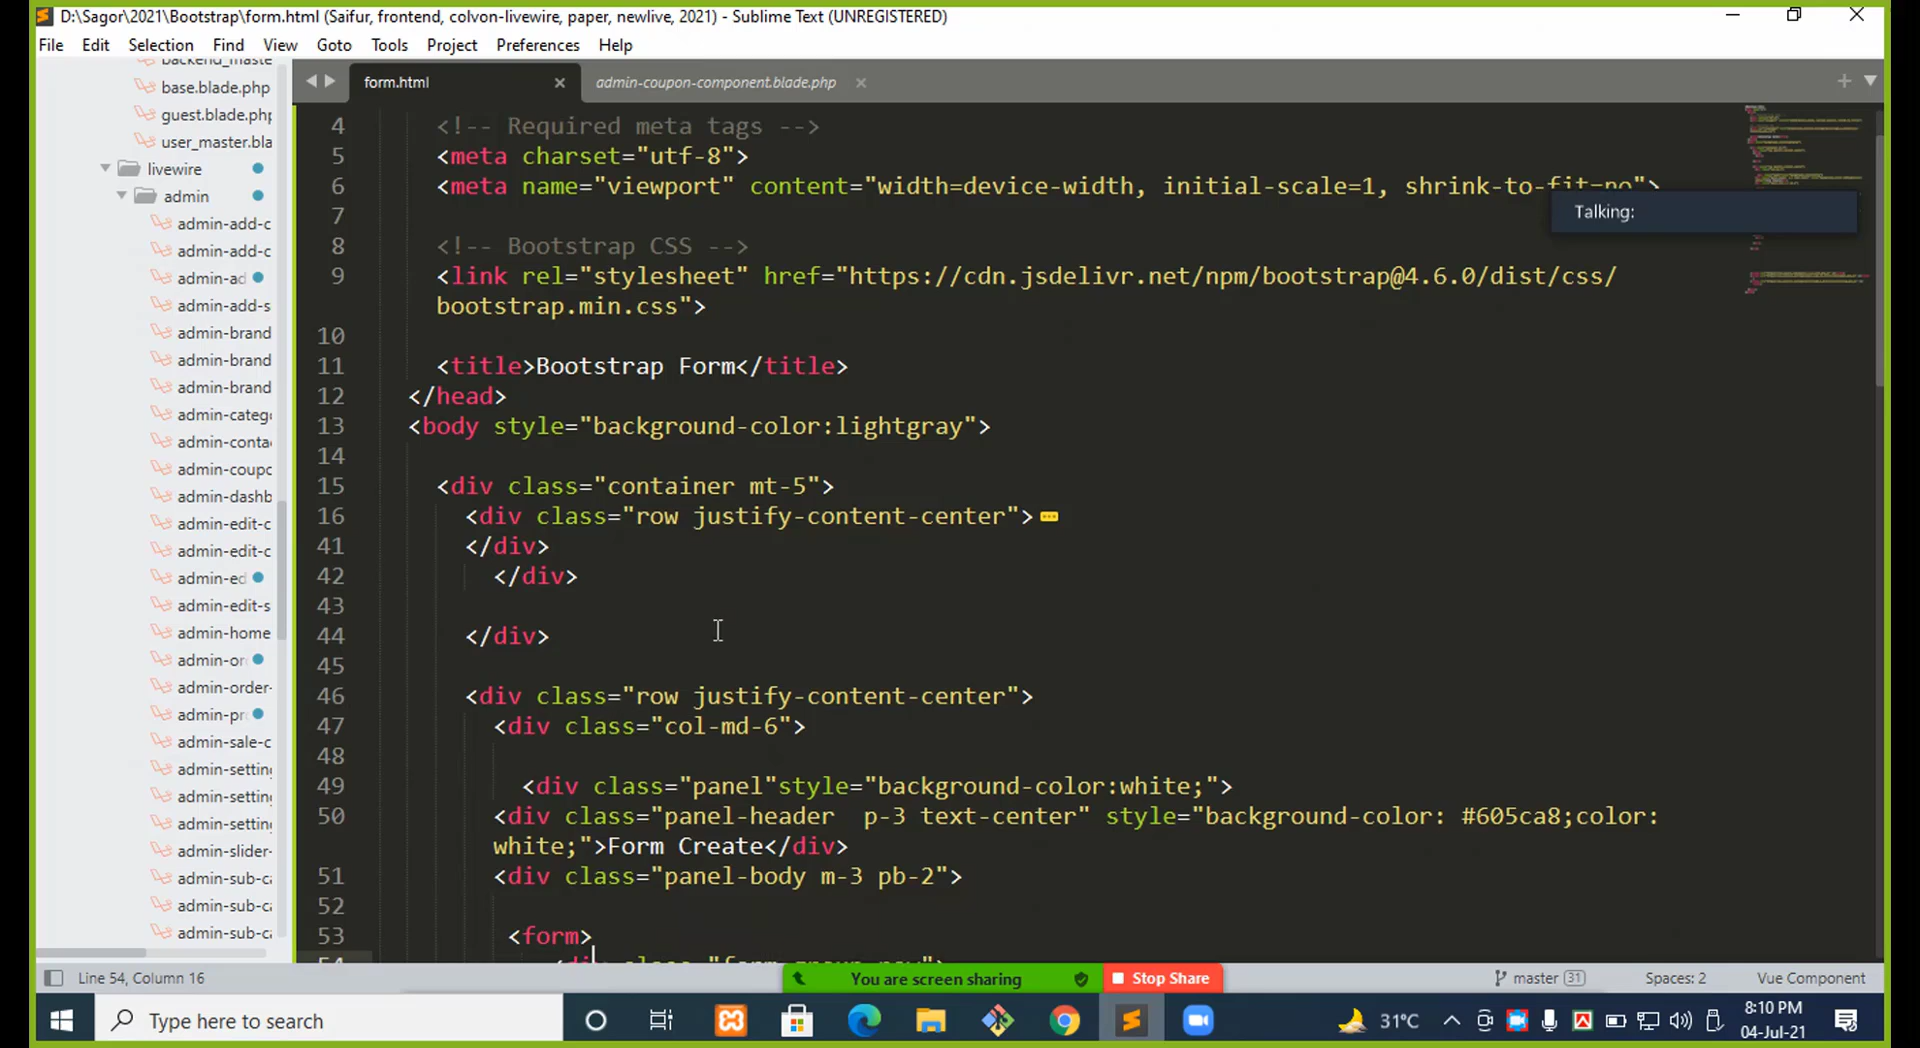 D:\Sagor\2021\Bootstrap\form.html (Saifur, frontend, colvon-livewire, paper, newlive, 2021) - Sublime Text (UNREGISTERED)
File Edit Selection Find View Goto Tools Project Preferences Help
form.html
admin-coupon-component.blade.php
backend_maste
base.blade.php
guest.blade.php
user_master.bla
livewire
admin
admin-add-c
admin-add-c
admin-ad
admin-add-s
admin-brand
admin-brand
admin-brand
admin-categ
admin-conta
admin-coupc
admin-dashb
admin-edit-c
admin-edit-c
admin-ed
admin-edit-s
admin-home
admin-or
admin-order-
admin-pr
admin-sale-c
admin-settin
admin-settin
admin-settin
admin-slider-
admin-sub-ca
admin-sub-ca
admin-sub-ca
4 <!-- Required meta tags -->
5 <meta charset="utf-8">
6 <meta name="viewport" content="width=device-width, initial-scale=1, shrink-to-fit=no">
7
8 <!-- Bootstrap CSS -->
9 <link rel="stylesheet" href="https://cdn.jsdelivr.net/npm/bootstrap@4.6.0/dist/css/
bootstrap.min.css">
10
11 <title>Bootstrap Form</title>
12 </head>
13 <body style="background-color:lightgray">
14
15 <div class="container mt-5">
16 <div class="row justify-content-center">
41 </div>
42 </div>
43
44 </div>
45
46 <div class="row justify-content-center">
47 <div class="col-md-6">
48
49 <div class="panel"style="background-color:white;">
50 <div class="panel-header  p-3 text-center" style="background-color: #605ca8;color:
white;">Form Create</div>
51 <div class="panel-body m-3 pb-2">
52
53 <form>
54
Talking:
Line 54, Column 16
You are screen sharing
Stop Share
master 31
Spaces: 2
Vue Component
Type here to search
31°C
8:10 PM
04-Jul-21